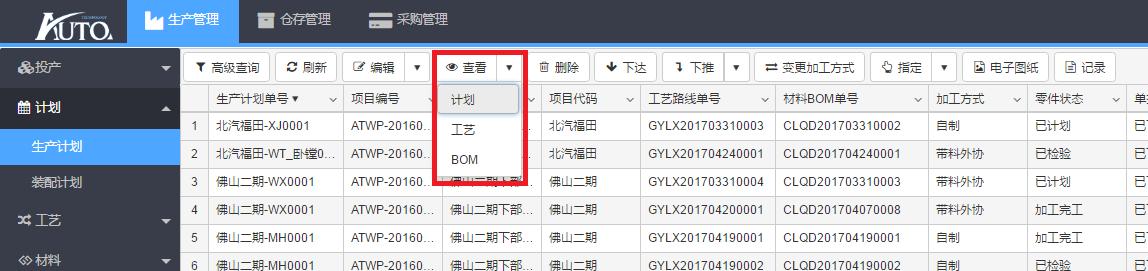 AUTO. TECHNOLOGY 生产管理 仓存管理 采购管理
投产
计划
生产计划
装配计划
工艺
材料
高级查询 刷新 编辑 查看 删除 下达 下推 变更加工方式 指定 电子图纸 记录
计划
工艺
BOM
生产计划单号 项目编号 项目代码 工艺路线单号 材料BOM单号 加工方式 零件状态 单
1 北汽福田-XJ0001 ATWP-20160... 北汽福田 GYLX201703310003 CLQD201703310002 自制 已计划
2 北汽福田-WT_卧镗0... ATWP-20160... 北汽福田 GYLX201704240001 CLQD201704240001 带料外协 已检验
3 佛山二期-WX0001 ATWP-20160... 佛山二期下部... 佛山二期 GYLX201703310004 CLQD201703310003 带料外协 已计划
4 佛山二期-WX0001 ATWP-20160... 佛山二期下部... 佛山二期 GYLX201704200001 CLQD201704070008 带料外协 加工完工
5 佛山二期-MH0001 ATWP-20160... 佛山二期下部... 佛山二期 GYLX201704190001 CLQD201704190001 自制 加工完工
6 佛山二期-MH0001 ATWP-20160... 佛山二期下部... 佛山二期 GYLX201704190002 CLQD201704190002 自制 已检验